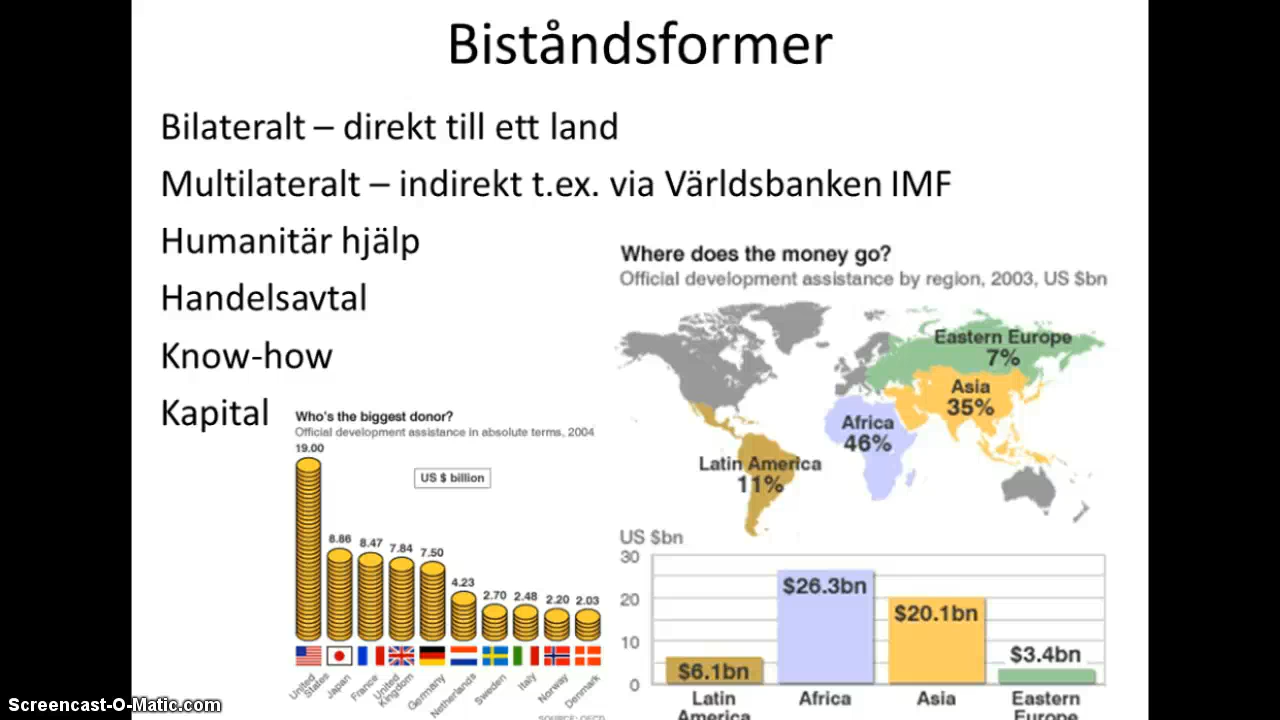 Biståndsformer
Bilateralt – direkt till ett land
Multilateralt – indirekt t.ex. via Världsbanken IMF
Humanitär hjälp
Handelsavtal
Know-how
Kapital
Who's the biggest donor?
Official development assistance in absolute terms, 2004
US $ billion
19.00
8.86
8.47
7.84
7.50
4.23
2.70
2.48
2.20
2.03
United States
Japan
France
United Kingdom
Germany
Netherlands
Sweden
Italy
Norway
Denmark
SOURCE: OECD
Where does the money go?
Official development assistance by region, 2003, US $bn
Eastern Europe
7%
Asia
35%
Africa
46%
Latin America
11%
US $bn
30
20
10
0
$6.1bn
$26.3bn
$20.1bn
$3.4bn
Latin America
Africa
Asia
Eastern Europe
Screencast-O-Matic.com